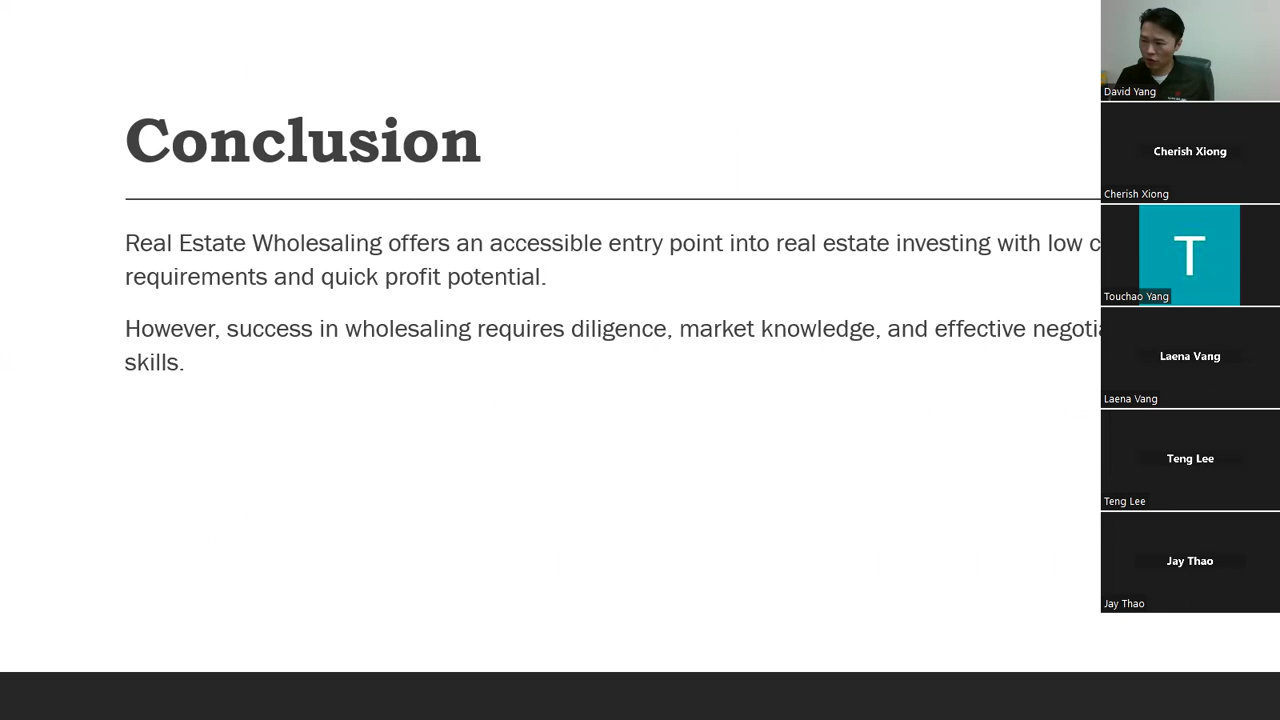 Conclusion
Real Estate Wholesaling offers an accessible entry point into real estate investing with low
requirements and quick profit potential.
However, success in wholesaling requires diligence, market knowledge, and effective
skills.
David Yang
Cherish Xiong
Cherish Xiong
T
Touchao Yang
Laena Vang
Laena Vang
Teng Lee
Teng Lee
Jay Thao
Jay Thao